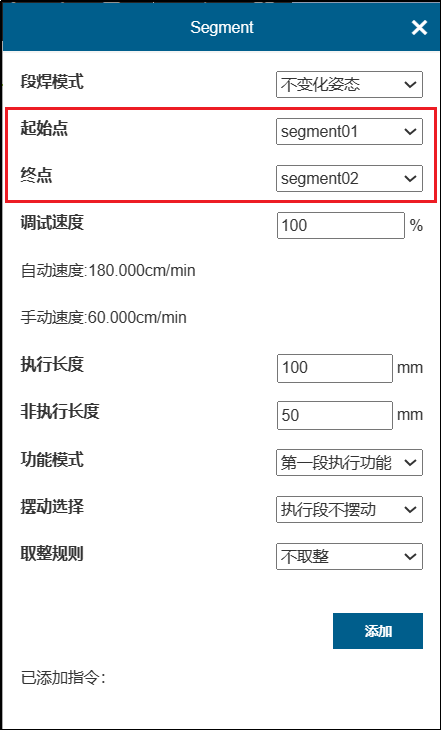 Segment ×
段焊模式 不变化姿态
起始点 segment01
终点 segment02
调试速度 100 %
自动速度:180.000cm/min
手动速度:60.000cm/min
执行长度 100 mm
非执行长度 50 mm
功能模式 第一段执行功能
摆动选择 执行段不摆动
取整规则 不取整
添加
已添加指令：